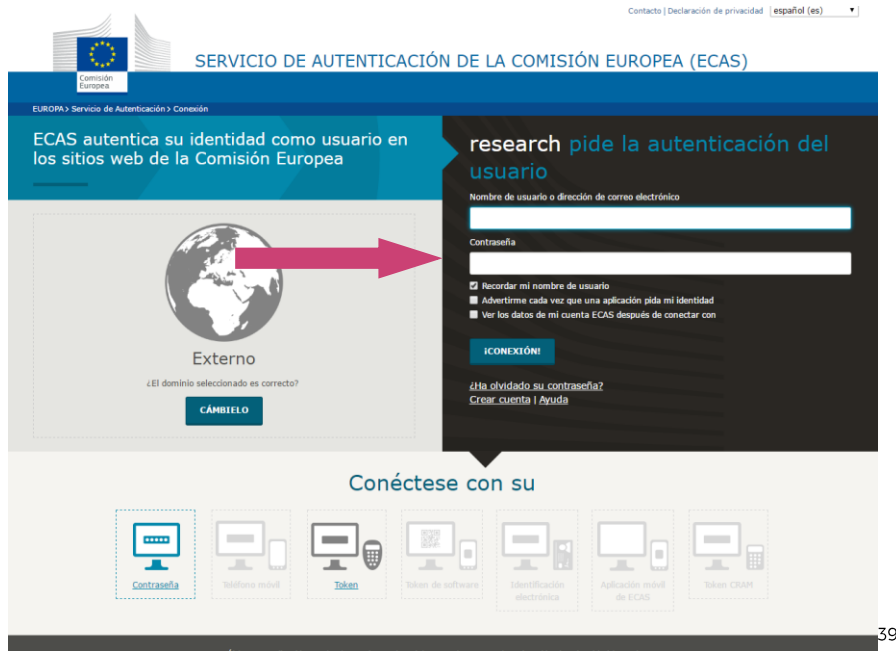 Contacto | Declaración de privacidad español (es)
SERVICIO DE AUTENTICACIÓN DE LA COMISIÓN EUROPEA (ECAS)
Comisión
Europea
EUROPA > Servicio de Autenticación > Conexión
ECAS autentica su identidad como usuario en
los sitios web de la Comisión Europea
research pide la autenticación del
usuario
Nombre de usuario o dirección de correo electrónico
Contraseña
Recordar mi nombre de usuario
Advertirme cada vez que una aplicación pida mi identidad
Ver los datos de mi cuenta ECAS después de conectar con
¡CONEXIÓN!
¿Ha olvidado su contraseña?
Crear cuenta | Ayuda
Externo
¿El dominio seleccionado es correcto?
CÁMBIELO
Conéctese con su
Contraseña
Teléfono móvil
Token
Token de software
Identificación
electrónica
Aplicación móvil
de ECAS
Token CRAM
39